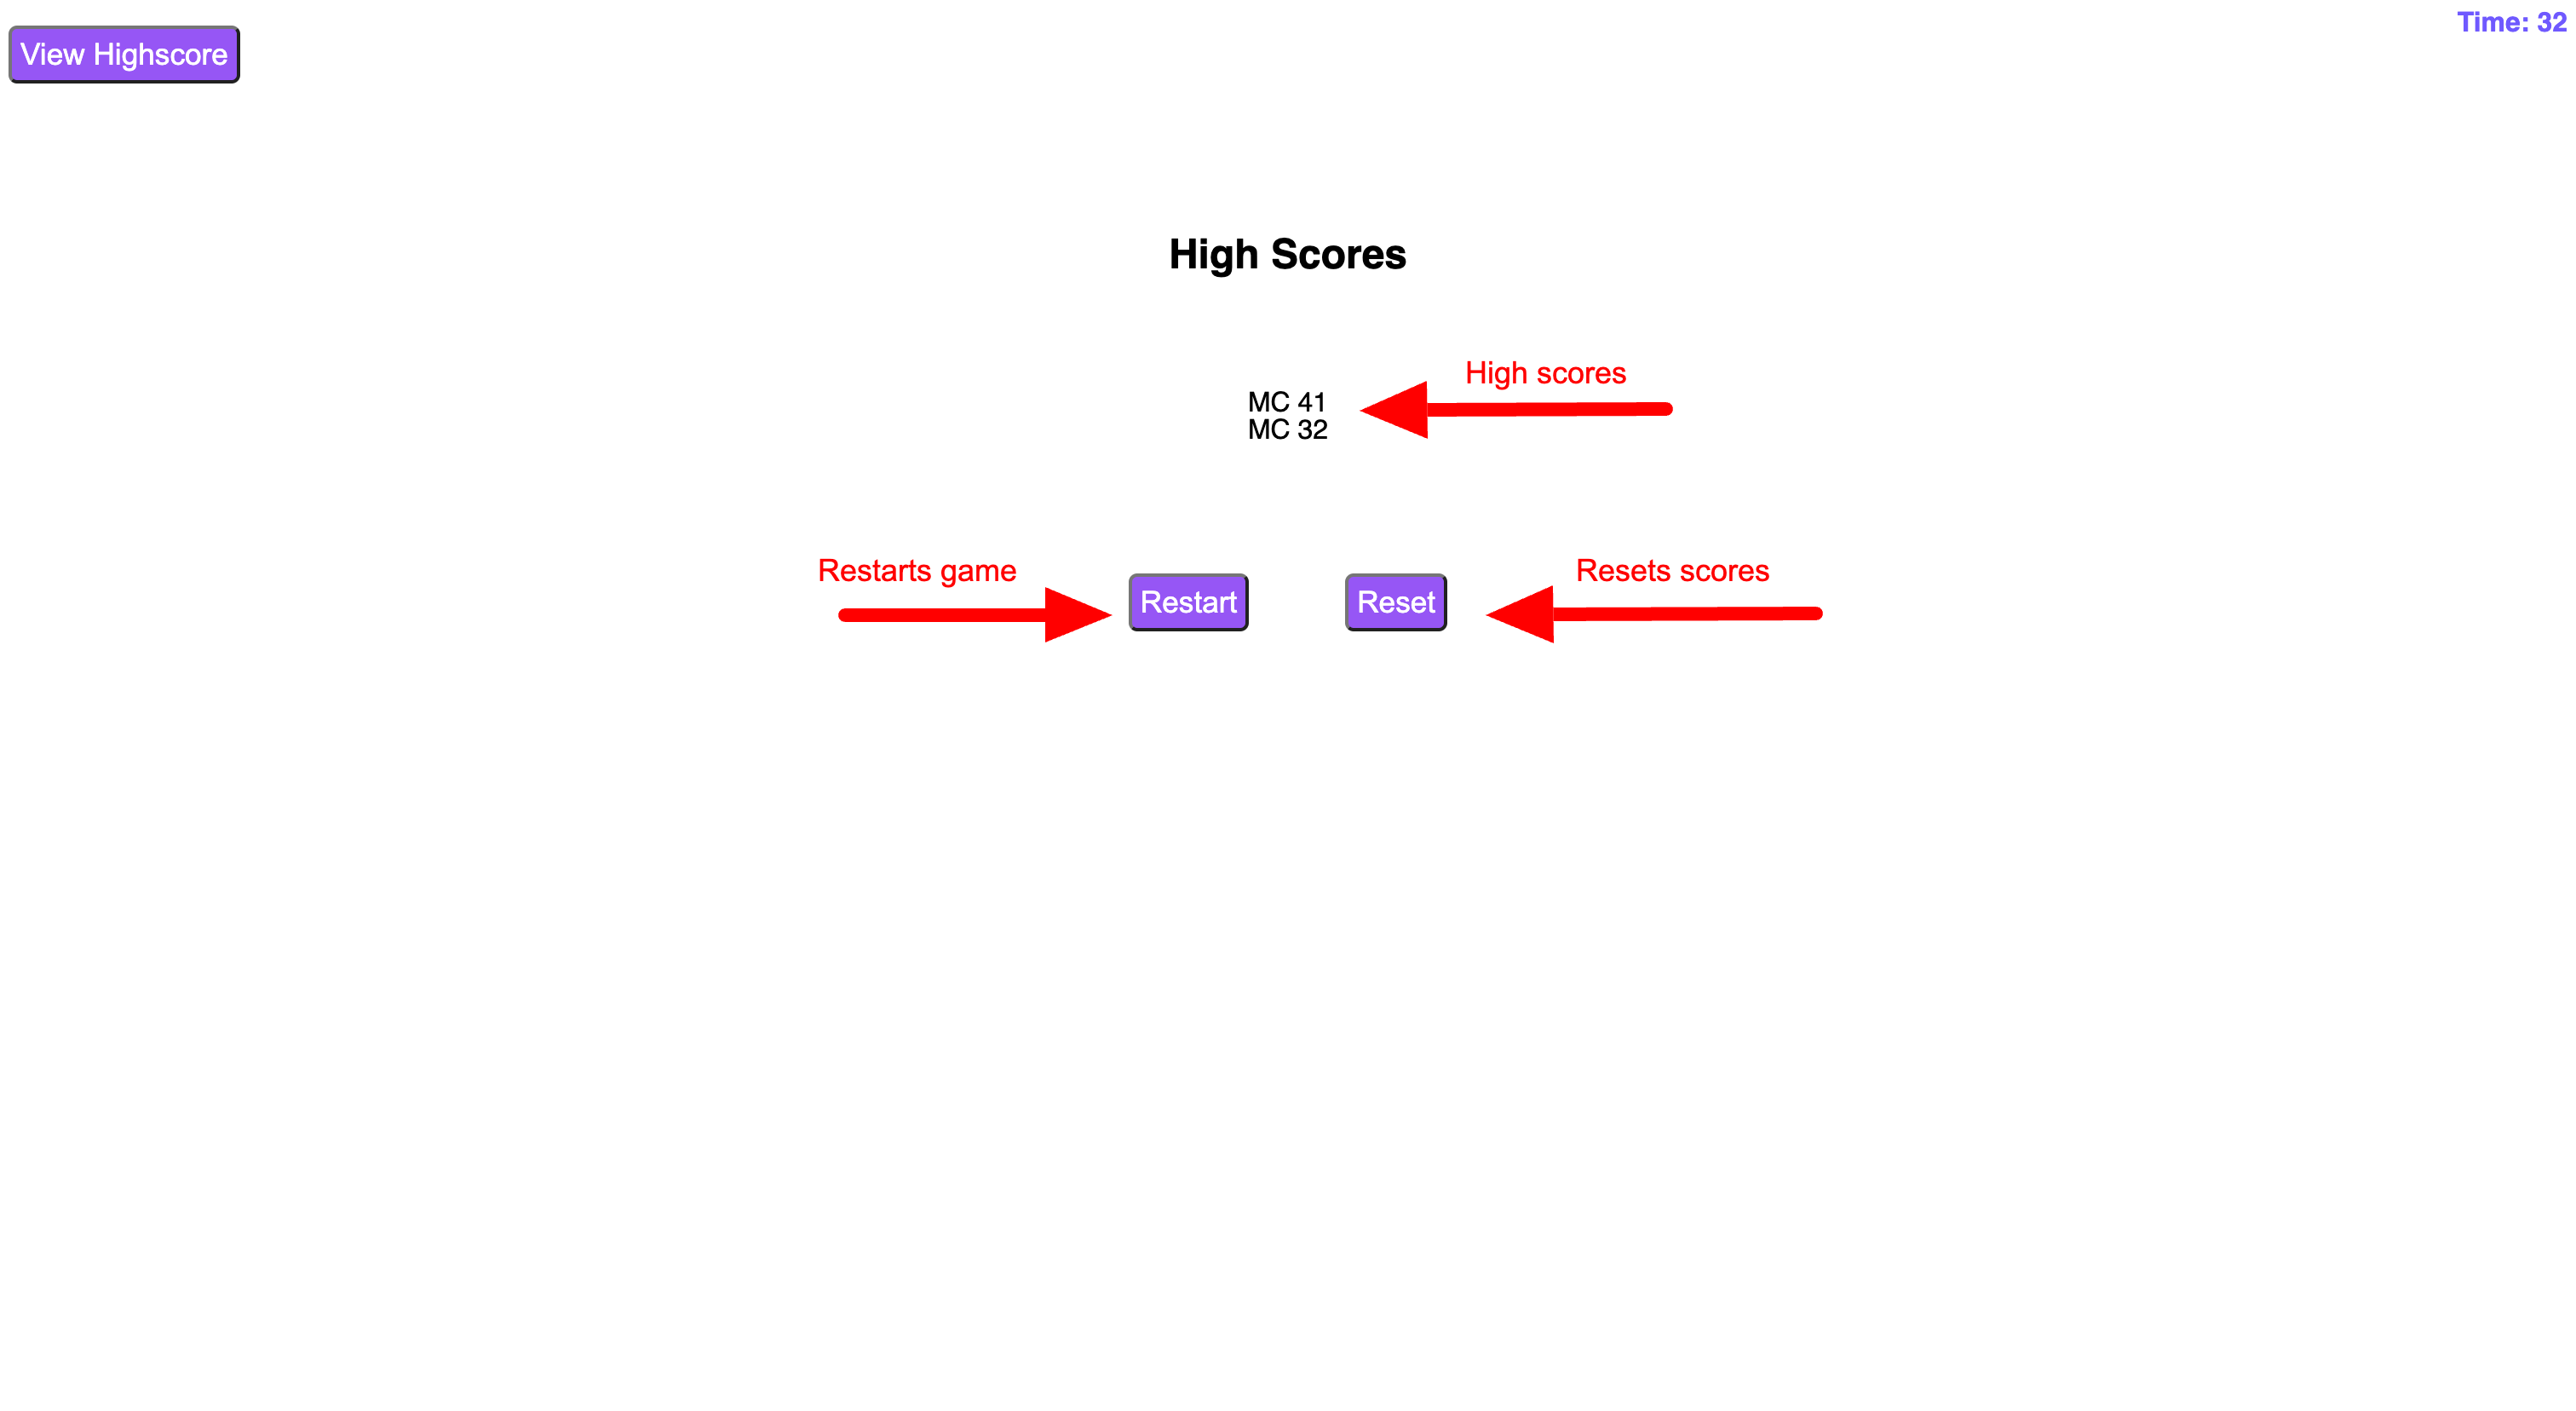 Time: 32
View Highscore
High Scores
High scores
MC 41
MC 32
Restarts game
Resets scores
Restart
Reset